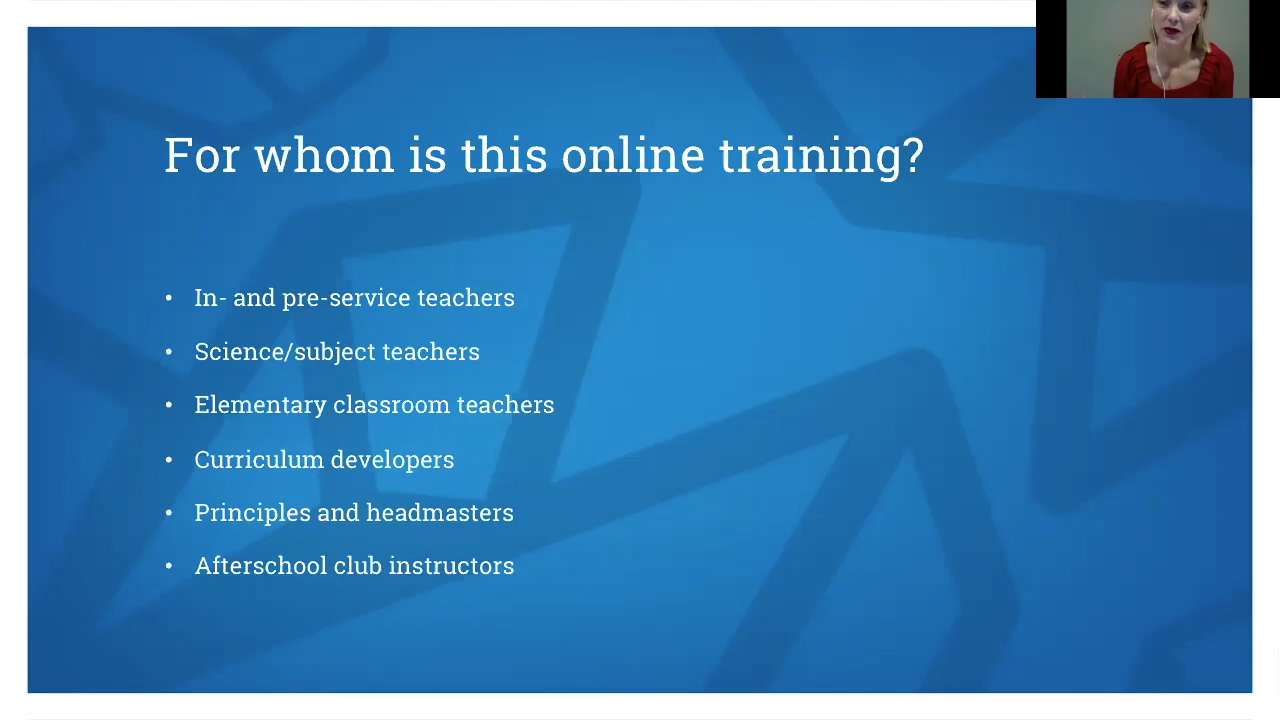 For whom is this online training?
• In- and pre-service teachers
• Science/subject teachers
• Elementary classroom teachers
• Curriculum developers
• Principles and headmasters
• Afterschool club instructors